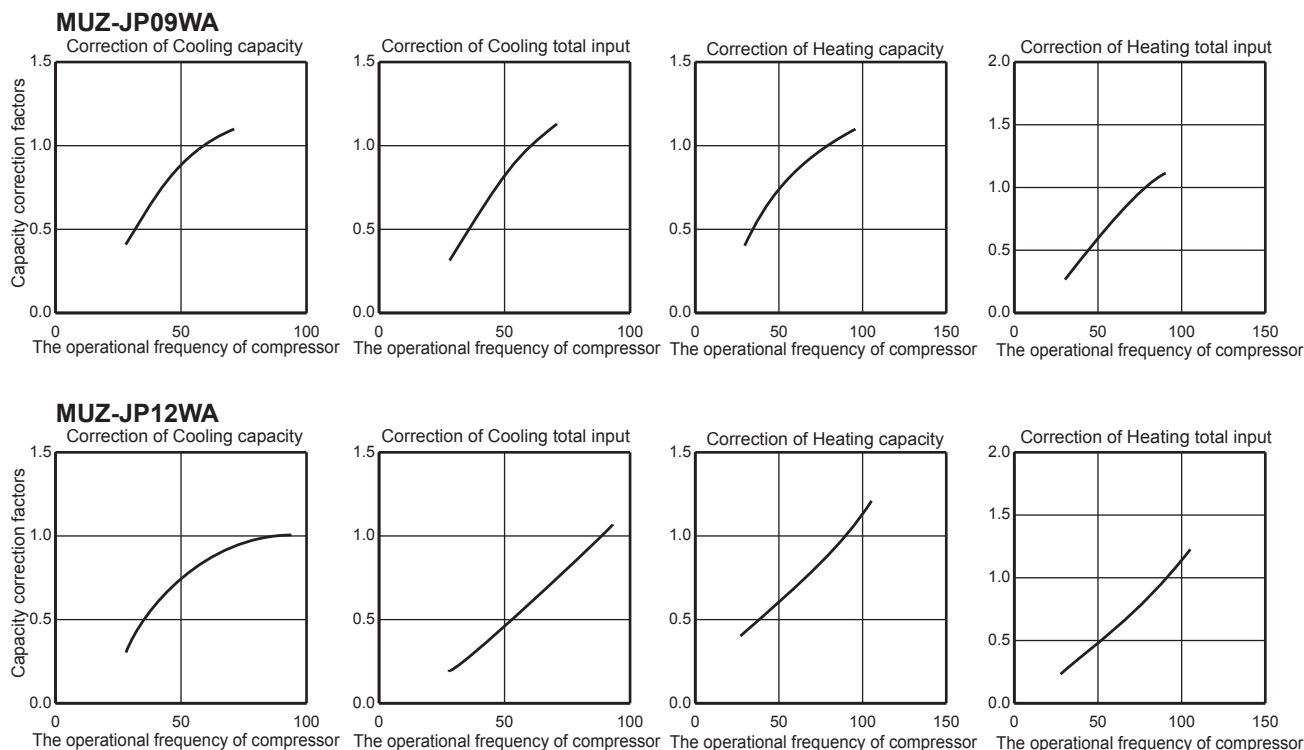 MUZ-JP09WA
Correction of Cooling capacity
Capacity correction factors
1.5
1.0
0.5
0.0
0 50 100
The operational frequency of compressor
Correction of Cooling total input
1.5
1.0
0.5
0.0
0 50 100
The operational frequency of compressor
Correction of Heating capacity
1.5
1.0
0.5
0.0
0 50 100 150
The operational frequency of compressor
Correction of Heating total input
2.0
1.5
1.0
0.5
0.0
0 50 100 150
The operational frequency of compressor
MUZ-JP12WA
Correction of Cooling capacity
Capacity correction factors
1.5
1.0
0.5
0.0
0 50 100
The operational frequency of compressor
Correction of Cooling total input
1.5
1.0
0.5
0.0
0 50 100
The operational frequency of compressor
Correction of Heating capacity
1.5
1.0
0.5
0.0
0 50 100 150
The operational frequency of compressor
Correction of Heating total input
2.0
1.5
1.0
0.5
0.0
0 50 100 150
The operational frequency of compressor